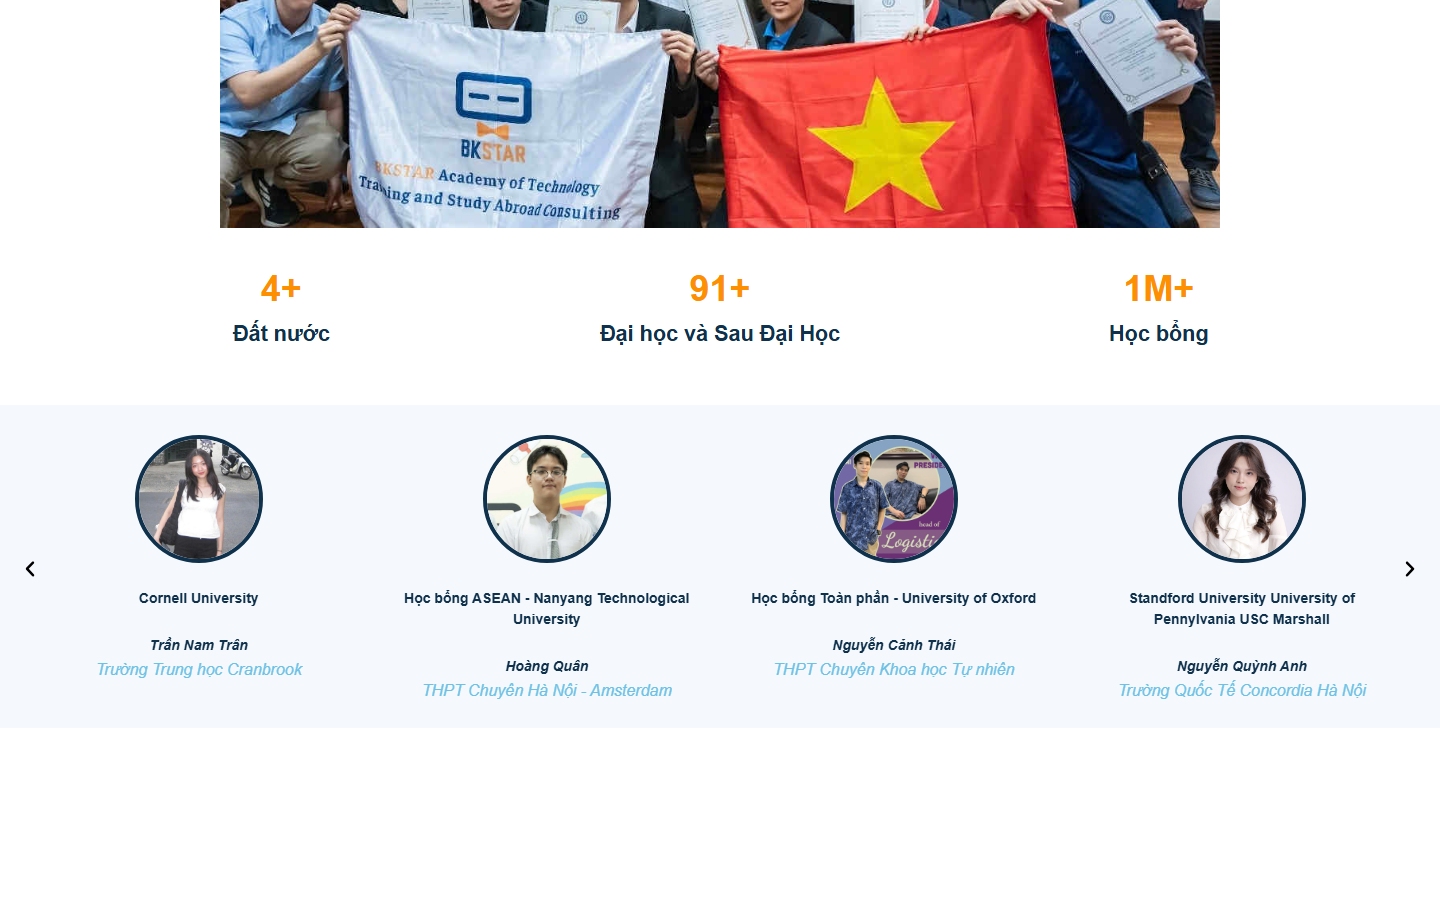 BKSTAR
BKSTAR Academy of Technology
Training and Study Abroad Consulting
4+
Đất nước
91+
Đại học và Sau Đại Học
1M+
Học bổng
PRESIDE
head of
Logisti
Cornell University
Trần Nam Trân
Trường Trung học Cranbrook
Học bổng ASEAN - Nanyang Technological
University
Hoàng Quân
THPT Chuyên Hà Nội - Amsterdam
Học bổng Toàn phần - University of Oxford
Nguyễn Cảnh Thái
THPT Chuyên Khoa học Tự nhiên
Standford University University of
Pennylvania USC Marshall
Nguyễn Quỳnh Anh
Trường Quốc Tế Concordia Hà Nội